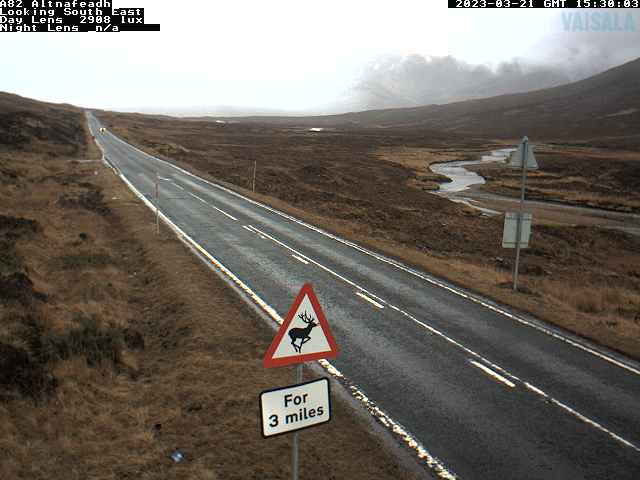 A82 Altnafeadh
Looking South East
Day Lens 2908 lux
Night Lens n/a
2023-03-21 GMT 15:30:03
VAISALA
For
3 miles